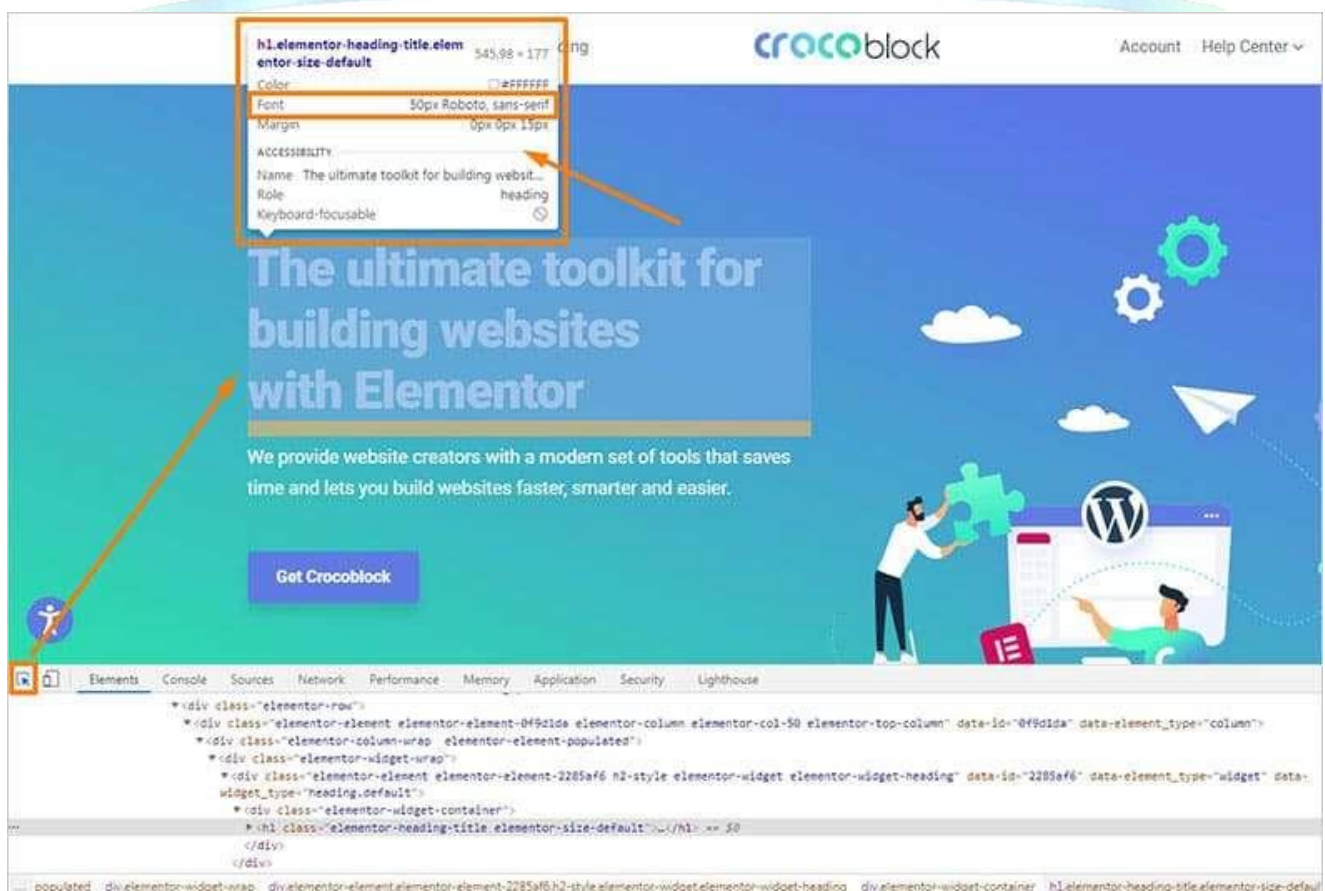 h1.elementor-heading-title.elem
entor-size-default
545.98 × 177
ding
crocoblock
Account
Help Center
Color
#FFFFFF
Font
50px Roboto, sans-serif
Margin
0px 0px 15px
ACCESSIBILITY
Name The ultimate toolkit for building websit...
Role
heading
Keyboard-focusable
The ultimate toolkit for
building websites
with Elementor
We provide website creators with a modern set of tools that saves
time and lets you build websites faster, smarter and easier.
Get Crocoblock
Elements Console Sources Network Performance Memory Application Security Lighthouse
▼<div class="elementor-row">
▼<div class="elementor-element elementor-element-0f9d1da elementor-column elementor-col-50 elementor-top-column" data-id="0f9d1da" data-element_type="column">
▼<div class="elementor-column-wrap elementor-element-populated">
▼<div class="elementor-widget-wrap">
▼<div class="elementor-element elementor-element-2285af6 h2-style elementor-widget elementor-widget-heading" data-id="2285af6" data-element_type="widget" data-
widget_type="heading.default">
▼<div class="elementor-widget-container">
... ▶<h1 class="elementor-heading-title elementor-size-default">…</h1> == $0
</div>
</div>
... populated div.elementor-widget-wrap div.elementor-element.elementor-element-2285af6.h2-style.elementor-widget.elementor-widget-heading div.elementor-widget-container h1.elementor-heading-title.elementor-size-defaul